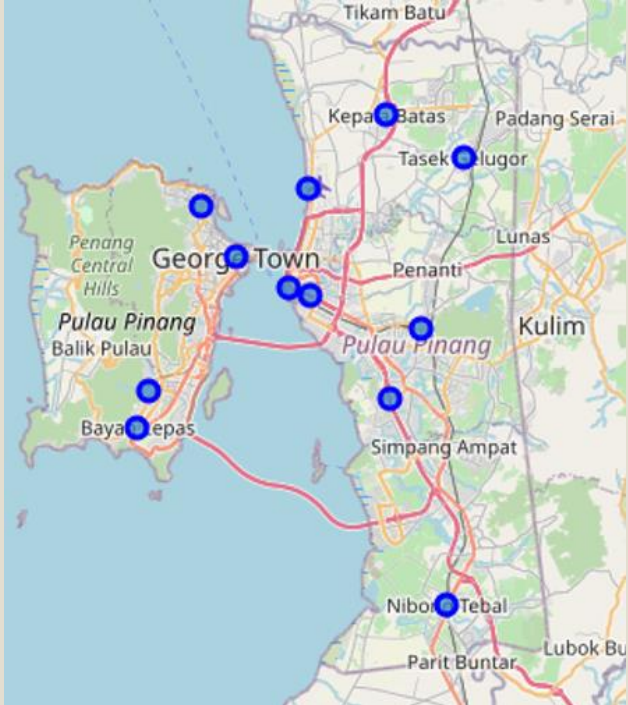 Tikam Batu
Kepala Batas
Padang Serai
Tasek Gelugor
Lunas
Penang
Central
Hills
George Town
Penanti
Pulau Pinang
Kulim
Pulau Pinang
Balik Pulau
Bayan Lepas
Simpang Ampat
Nibong Tebal
Lubok Bu
Parit Buntar